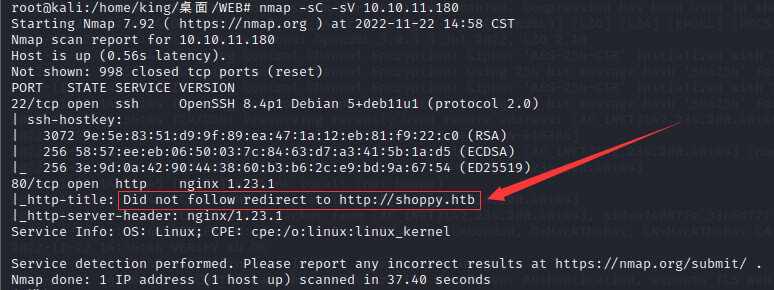 root@kali:/home/king/桌面/WEB# nmap -sC -sV 10.10.11.180
Starting Nmap 7.92 ( https://nmap.org ) at 2022-11-22 14:58 CST
Nmap scan report for 10.10.11.180
Host is up (0.56s latency).
Not shown: 998 closed tcp ports (reset)
PORT   STATE SERVICE VERSION
22/tcp open  ssh     OpenSSH 8.4p1 Debian 5+deb11u1 (protocol 2.0)
| ssh-hostkey:
|   3072 9e:5e:83:51:d9:9f:89:ea:47:1a:12:eb:81:f9:22:c0 (RSA)
|   256 58:57:ee:eb:06:50:03:7c:84:63:d7:a3:41:5b:1a:d5 (ECDSA)
|_  256 3e:9d:0a:42:90:44:38:60:b3:b6:2c:e9:bd:9a:67:54 (ED25519)
80/tcp open  http    nginx 1.23.1
|_http-title: Did not follow redirect to http://shoppy.htb
|_http-server-header: nginx/1.23.1
Service Info: OS: Linux; CPE: cpe:/o:linux:linux_kernel
Service detection performed. Please report any incorrect results at https://nmap.org/submit/ .
Nmap done: 1 IP address (1 host up) scanned in 37.40 seconds